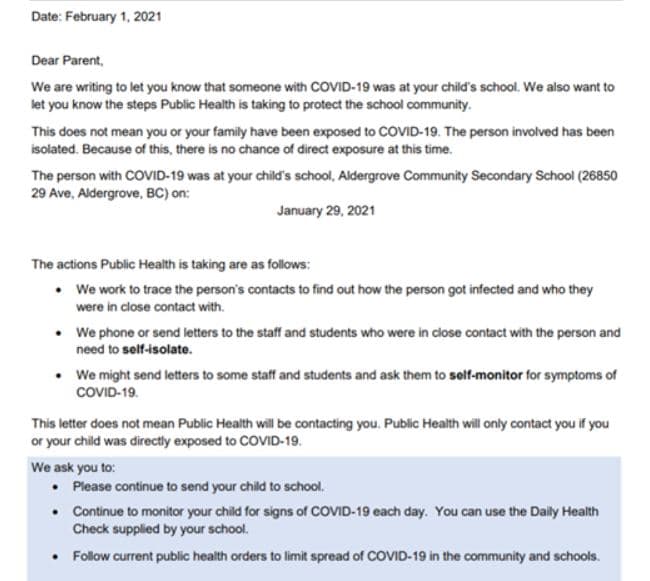 Date: February 1, 2021
Dear Parent,
We are writing to let you know that someone with COVID-19 was at your child's school. We also want to
let you know the steps Public Health is taking to protect the school community.
This does not mean you or your family have been exposed to COVID-19. The person involved has been
isolated. Because of this, there is no chance of direct exposure at this time.
The person with COVID-19 was at your child's school, Aldergrove Community Secondary School (26850
29 Ave, Aldergrove, BC) on:
January 29, 2021
The actions Public Health is taking are as follows:
• We work to trace the person's contacts to find out how the person got infected and who they
were in close contact with.
• We phone or send letters to the staff and students who were in close contact with the person and
need to self-isolate.
• We might send letters to some staff and students and ask them to self-monitor for symptoms of
COVID-19.
This letter does not mean Public Health will be contacting you. Public Health will only contact you if you
or your child was directly exposed to COVID-19.
We ask you to:
• Please continue to send your child to school.
• Continue to monitor your child for signs of COVID-19 each day. You can use the Daily Health
Check supplied by your school.
• Follow current public health orders to limit spread of COVID-19 in the community and schools.